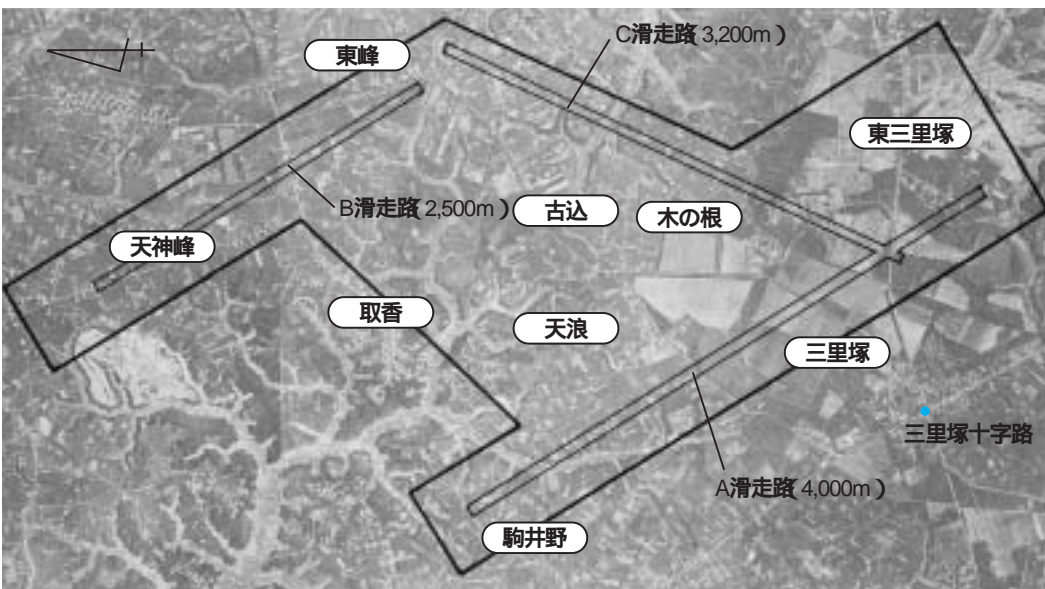 C滑走路（3,200m）
東峰
東三里塚
B滑走路（2,500m）
古込
木の根
天神峰
取香
天浪
三里塚
三里塚十字路
A滑走路（4,000m）
駒井野